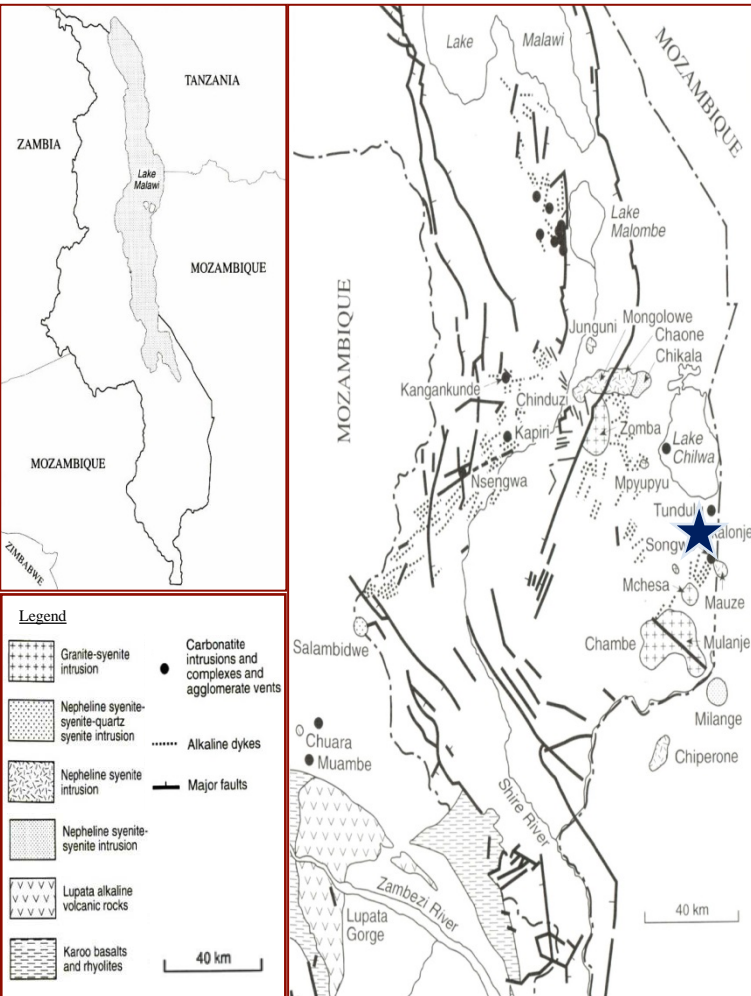 TANZANIA
ZAMBIA
Lake
Malawi
MOZAMBIQUE
MOZAMBIQUE
ZIMBABWE
Legend
Granite-syenite
intrusion
Nepheline syenite-
syenite-quartz
syenite intrusion
Nepheline syenite
intrusion
Nepheline syenite-
syenite intrusion
Lupata alkaline
volcanic rocks
Karoo basalts
and rhyolites
Carbonatite
intrusions and
complexes and
agglomerate vents
Alkaline dykes
Major faults
40 km
Lake Malawi
MOZAMBIQUE
Lake
Malombe
MOZAMBIQUE
Mongolowe
Junguni
Chaone
Chikala
Kangankunde
Chinduzi
Kapiri
Zomba
Lake
Chilwa
Nsengwa
Mpyupyu
Tundul
alonje
Songw
Mchesa
Mauze
Salambidwe
Chambe
Mulanje
Milange
Chuara
Muambe
Chiperone
Shire River
Zambezi River
Lupata
Gorge
40 km